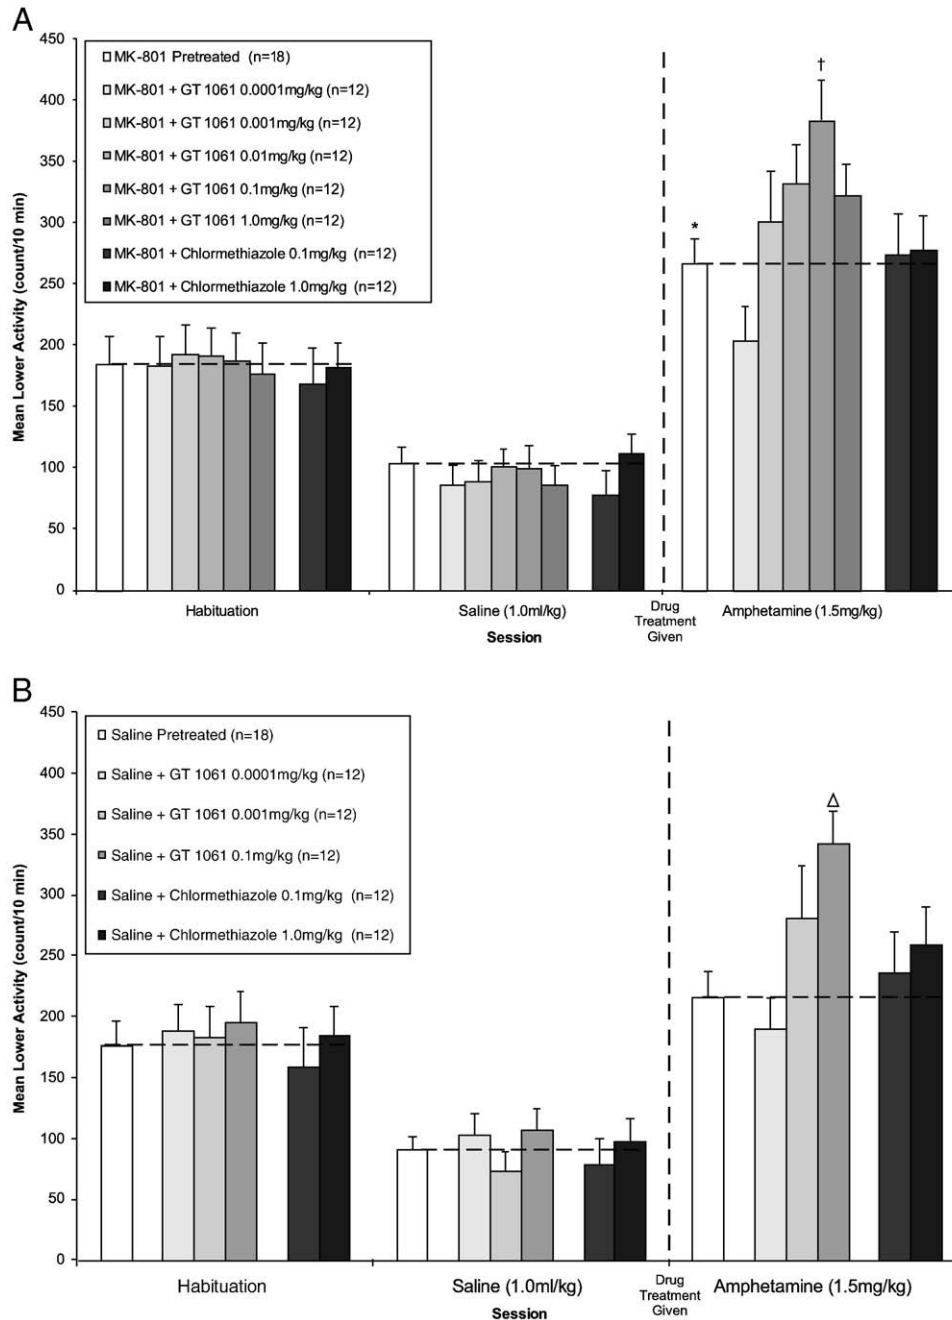 A
450
400
350
300
250
200
150
100
50
0
Mean Lower Activity (count/10 min)
MK-801 Pretreated (n=18)
MK-801 + GT 1061 0.0001mg/kg (n=12)
MK-801 + GT 1061 0.001mg/kg (n=12)
MK-801 + GT 1061 0.01mg/kg (n=12)
MK-801 + GT 1061 0.1mg/kg (n=12)
MK-801 + GT 1061 1.0mg/kg (n=12)
MK-801 + Chlormethiazole 0.1mg/kg (n=12)
MK-801 + Chlormethiazole 1.0mg/kg (n=12)
*
†
Habituation
Saline (1.0ml/kg)
Drug
Treatment
Given
Amphetamine (1.5mg/kg)
Session
B
450
400
350
300
250
200
150
100
50
0
Mean Lower Activity (count/10 min)
Saline Pretreated (n=18)
Saline + GT 1061 0.0001mg/kg (n=12)
Saline + GT 1061 0.001mg/kg (n=12)
Saline + GT 1061 0.1mg/kg (n=12)
Saline + Chlormethiazole 0.1mg/kg (n=12)
Saline + Chlormethiazole 1.0mg/kg (n=12)
Δ
Habituation
Saline (1.0ml/kg)
Drug
Treatment
Given
Amphetamine (1.5mg/kg)
Session